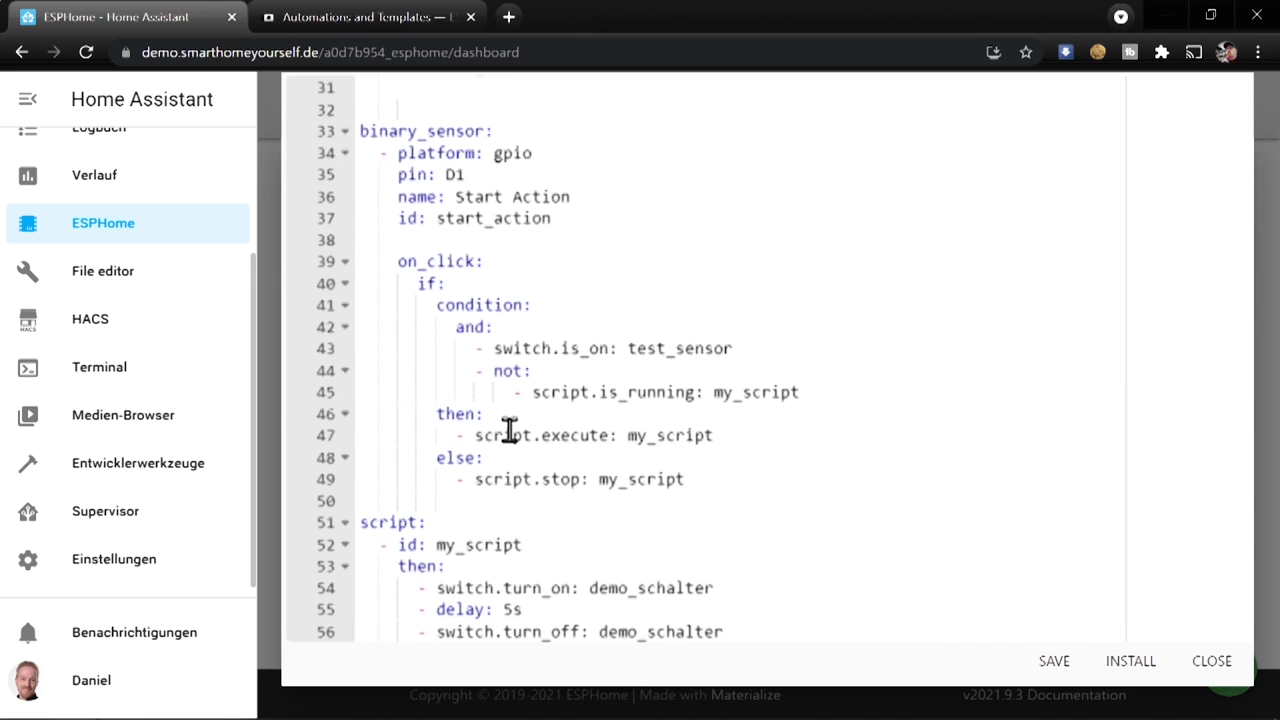 ESPHome - Home Assistant
Automations and Templates — E
demo.smarthomeyourself.de/a0d7b954_esphome/dashboard
Home Assistant
Logbuch
Verlauf
ESPHome
File editor
HACS
HACS
Terminal
Medien-Browser
Entwicklerwerkzeuge
Supervisor
Einstellungen
Benachrichtigungen
Daniel
31
32
33 binary_sensor:
34 - platform: gpio
35 pin: D1
36 name: Start Action
37 id: start_action
38
39 on_click:
40 if:
41 condition:
42 and:
43 - switch.is_on: test_sensor
44 - not:
45 - script.is_running: my_script
46 then:
47 - script.execute: my_script
48 else:
49 - script.stop: my_script
50
51 script:
52 - id: my_script
53 then:
54 - switch.turn_on: demo_schalter
55 - delay: 5s
56 - switch.turn_off: demo_schalter
SAVE INSTALL CLOSE
Copyright © 2019-2021 ESPHome | Made with Materialize
v2021.9.3 Documentation